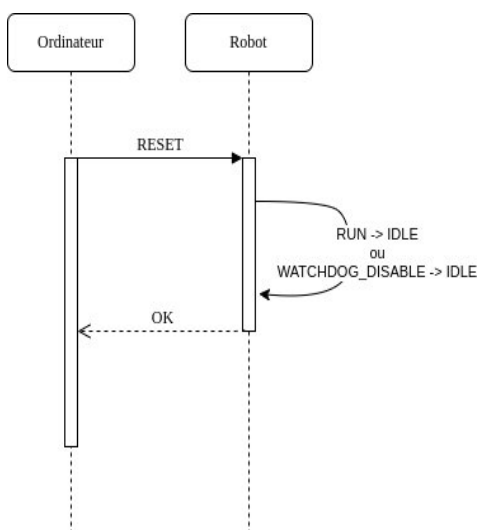 Ordinateur
Robot
RESET
RUN -> IDLE
ou
WATCHDOG_DISABLE -> IDLE
OK